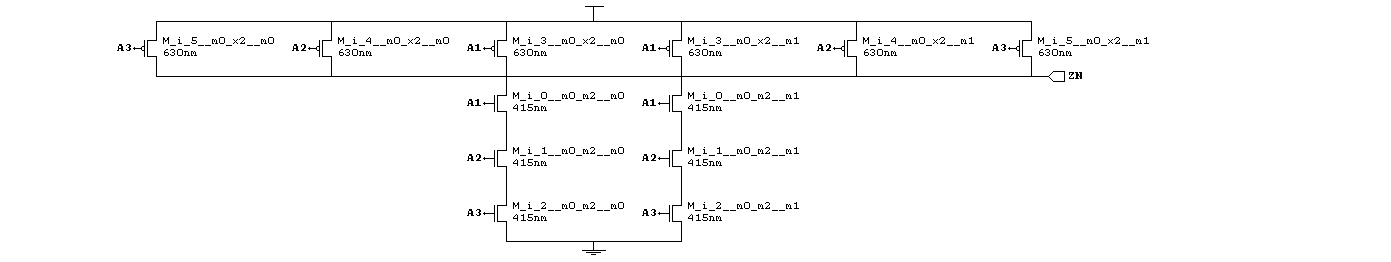 A3 M_i_5__m0_x2__m0 630nm A2 M_i_4__m0_x2__m0 630nm A1 M_i_3__m0_x2__m0 630nm A1 M_i_3__m0_x2__m1 630nm A2 M_i_4__m0_x2__m1 630nm A3 M_i_5__m0_x2__m1 630nm
ZN
A1 M_i_0__m0_m2__m0 415nm A1 M_i_0__m0_m2__m1 415nm
A2 M_i_1__m0_m2__m0 415nm A2 M_i_1__m0_m2__m1 415nm
A3 M_i_2__m0_m2__m0 415nm A3 M_i_2__m0_m2__m1 415nm